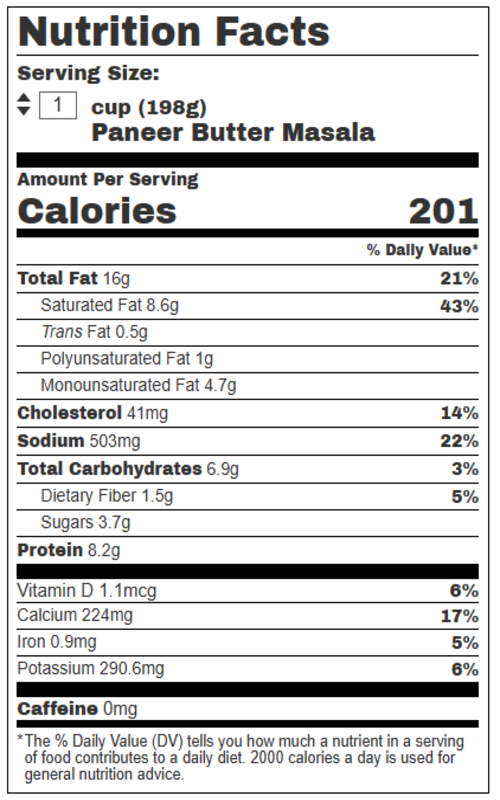 Nutrition Facts
Serving Size:
1 cup (198g)
Paneer Butter Masala
Amount Per Serving
Calories 201
% Daily Value*
Total Fat 16g 21%
Saturated Fat 8.6g 43%
Trans Fat 0.5g
Polyunsaturated Fat 1g
Monounsaturated Fat 4.7g
Cholesterol 41mg 14%
Sodium 503mg 22%
Total Carbohydrates 6.9g 3%
Dietary Fiber 1.5g 5%
Sugars 3.7g
Protein 8.2g
Vitamin D 1.1mcg 6%
Calcium 224mg 17%
Iron 0.9mg 5%
Potassium 290.6mg 6%
Caffeine 0mg
*The % Daily Value (DV) tells you how much a nutrient in a serving
of food contributes to a daily diet. 2000 calories a day is used for
general nutrition advice.